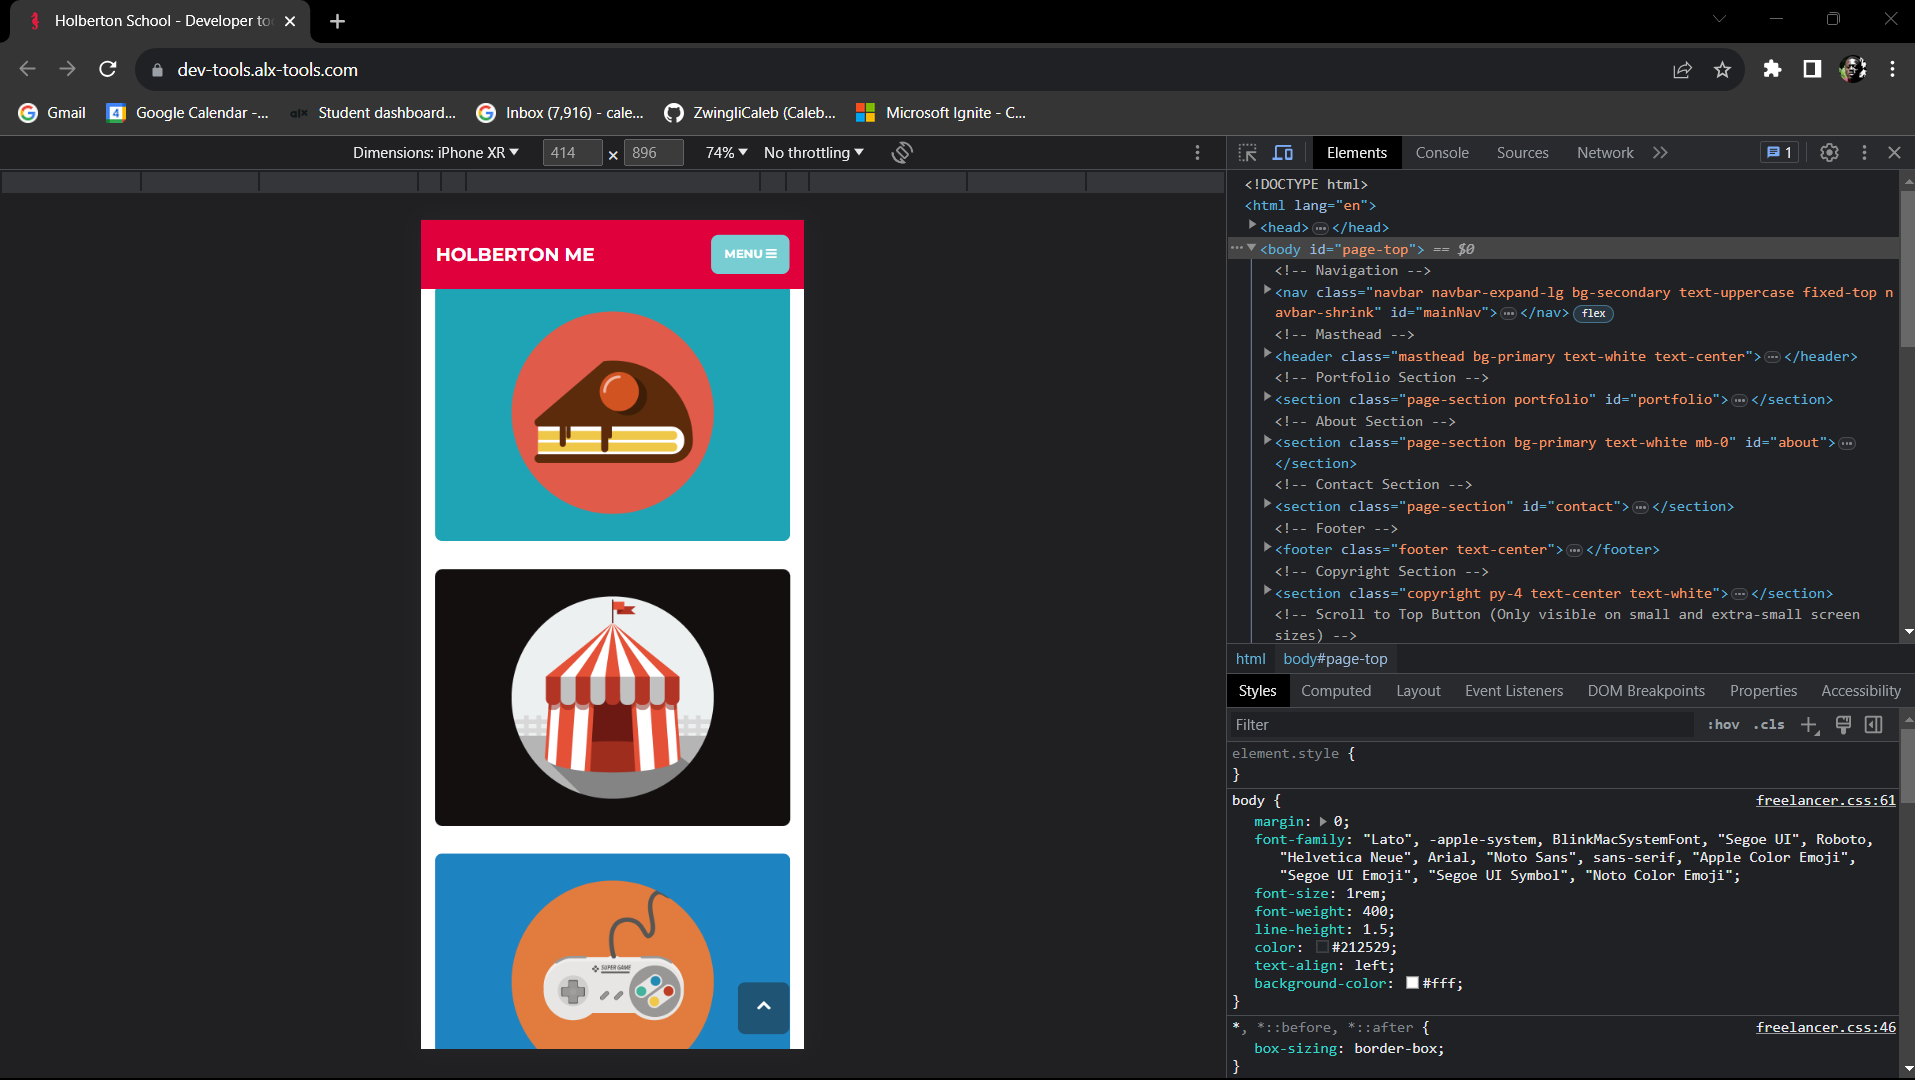 Holberton School - Developer too
dev-tools.alx-tools.com
Gmail
Google Calendar -...
Student dashboard...
Inbox (7,916) - cale...
ZwingliCaleb (Caleb...
Microsoft Ignite - C...
Dimensions: iPhone XR 414 × 896 74% No throttling
HOLBERTON ME
MENU
SUPER GAME
Elements Console Sources Network 1
<!DOCTYPE html>
<html lang="en">
<head> … </head>
<body id="page-top"> == $0
<!-- Navigation -->
<nav class="navbar navbar-expand-lg bg-secondary text-uppercase fixed-top n
avbar-shrink" id="mainNav"> … </nav> flex
<!-- Masthead -->
<header class="masthead bg-primary text-white text-center"> … </header>
<!-- Portfolio Section -->
<section class="page-section portfolio" id="portfolio"> … </section>
<!-- About Section -->
<section class="page-section bg-primary text-white mb-0" id="about"> …
</section>
<!-- Contact Section -->
<section class="page-section" id="contact"> … </section>
<!-- Footer -->
<footer class="footer text-center"> … </footer>
<!-- Copyright Section -->
<section class="copyright py-4 text-center text-white"> … </section>
<!-- Scroll to Top Button (Only visible on small and extra-small screen
sizes) -->
html body#page-top
Styles Computed Layout Event Listeners DOM Breakpoints Properties Accessibility
Filter :hov .cls
element.style {
}
body { freelancer.css:61
margin: 0;
font-family: "Lato", -apple-system, BlinkMacSystemFont, "Segoe UI", Roboto,
"Helvetica Neue", Arial, "Noto Sans", sans-serif, "Apple Color Emoji",
"Segoe UI Emoji", "Segoe UI Symbol", "Noto Color Emoji";
font-size: 1rem;
font-weight: 400;
line-height: 1.5;
color: #212529;
text-align: left;
background-color: #fff;
}
*, *::before, *::after { freelancer.css:46
box-sizing: border-box;
}